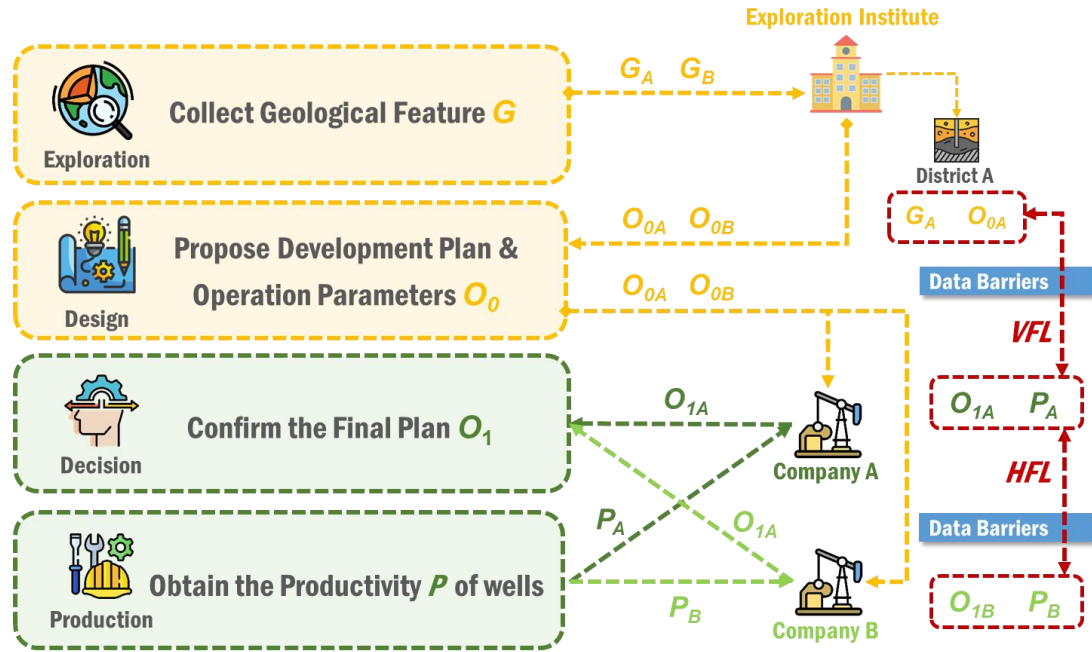 Exploration Institute
G_A G_B
Collect Geological Feature G
Exploration
District A
G_A O_0A
O_0A O_0B
Propose Development Plan &
Operation Parameters O_0
Design
O_0A O_0B
Data Barriers
VFL
O_1A
O_1A P_A
Confirm the Final Plan O_1
Decision
Company A
HFL
P_A
O_1A
Data Barriers
Obtain the Productivity P of wells
Production
P_B
Company B
O_1B P_B